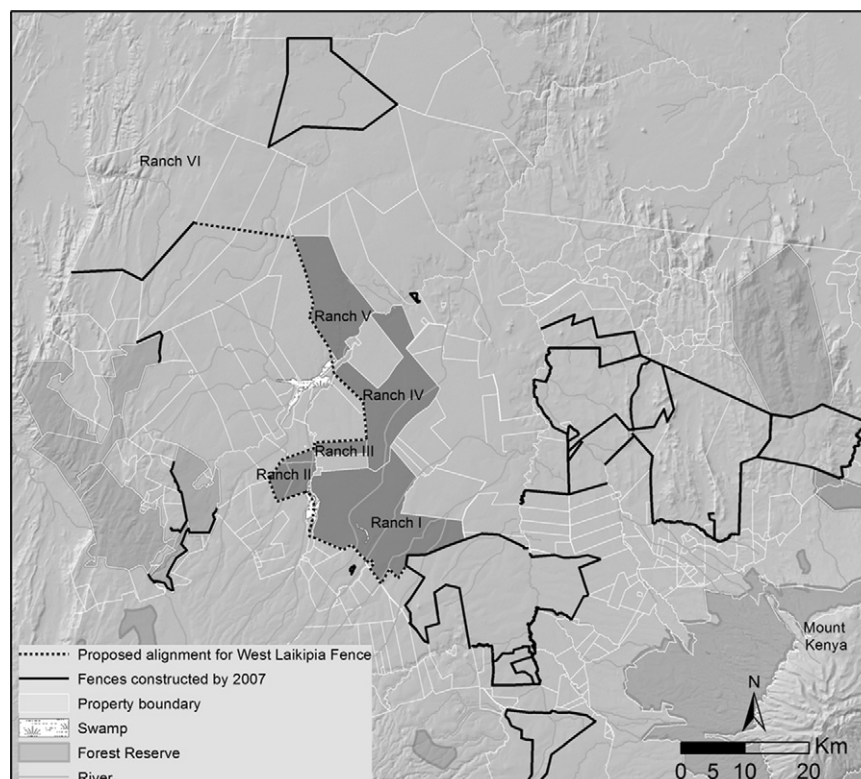 Ranch VI
Ranch V
Ranch IV
Ranch III
Ranch II
Ranch I
Mount
Kenya
Proposed alignment for West Laikipia Fence
Fences constructed by 2007
Property boundary
Swamp
Forest Reserve
River
N
Km
0 5 10 20